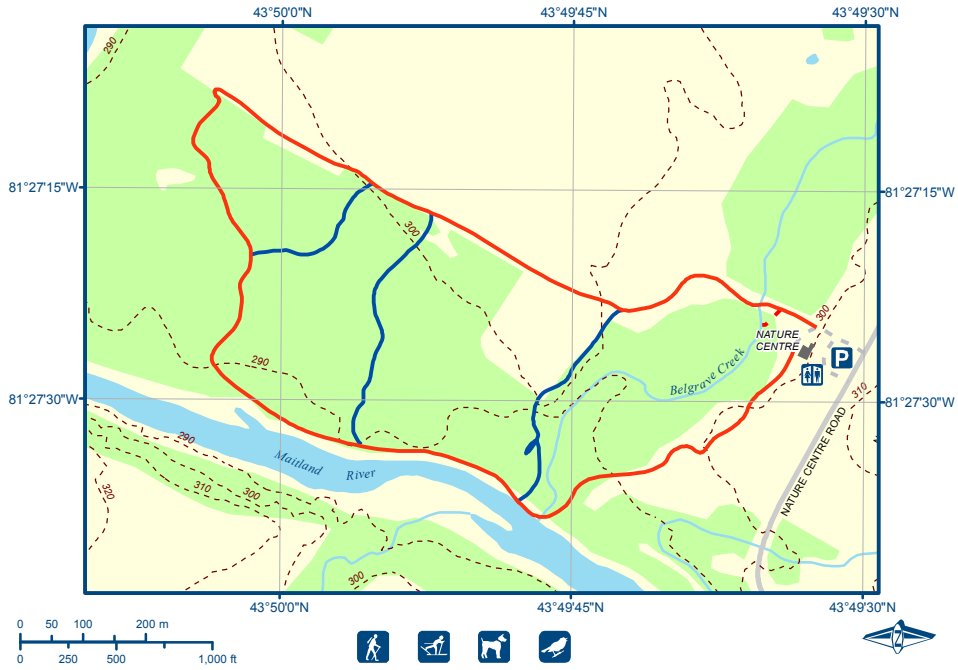 43°50'0"N 43°49'45"N 43°49'30"N
290
81°27'15"W 81°27'15"W
300
300
NATURE
CENTRE
P
290
Belgrave Creek
310
81°27'30"W 81°27'30"W
NATURE CENTRE ROAD
290
Maitland River
320
310
300
300
43°50'0"N 43°49'45"N 43°49'30"N
0 50 100 200 m
0 250 500 1,000 ft
Z